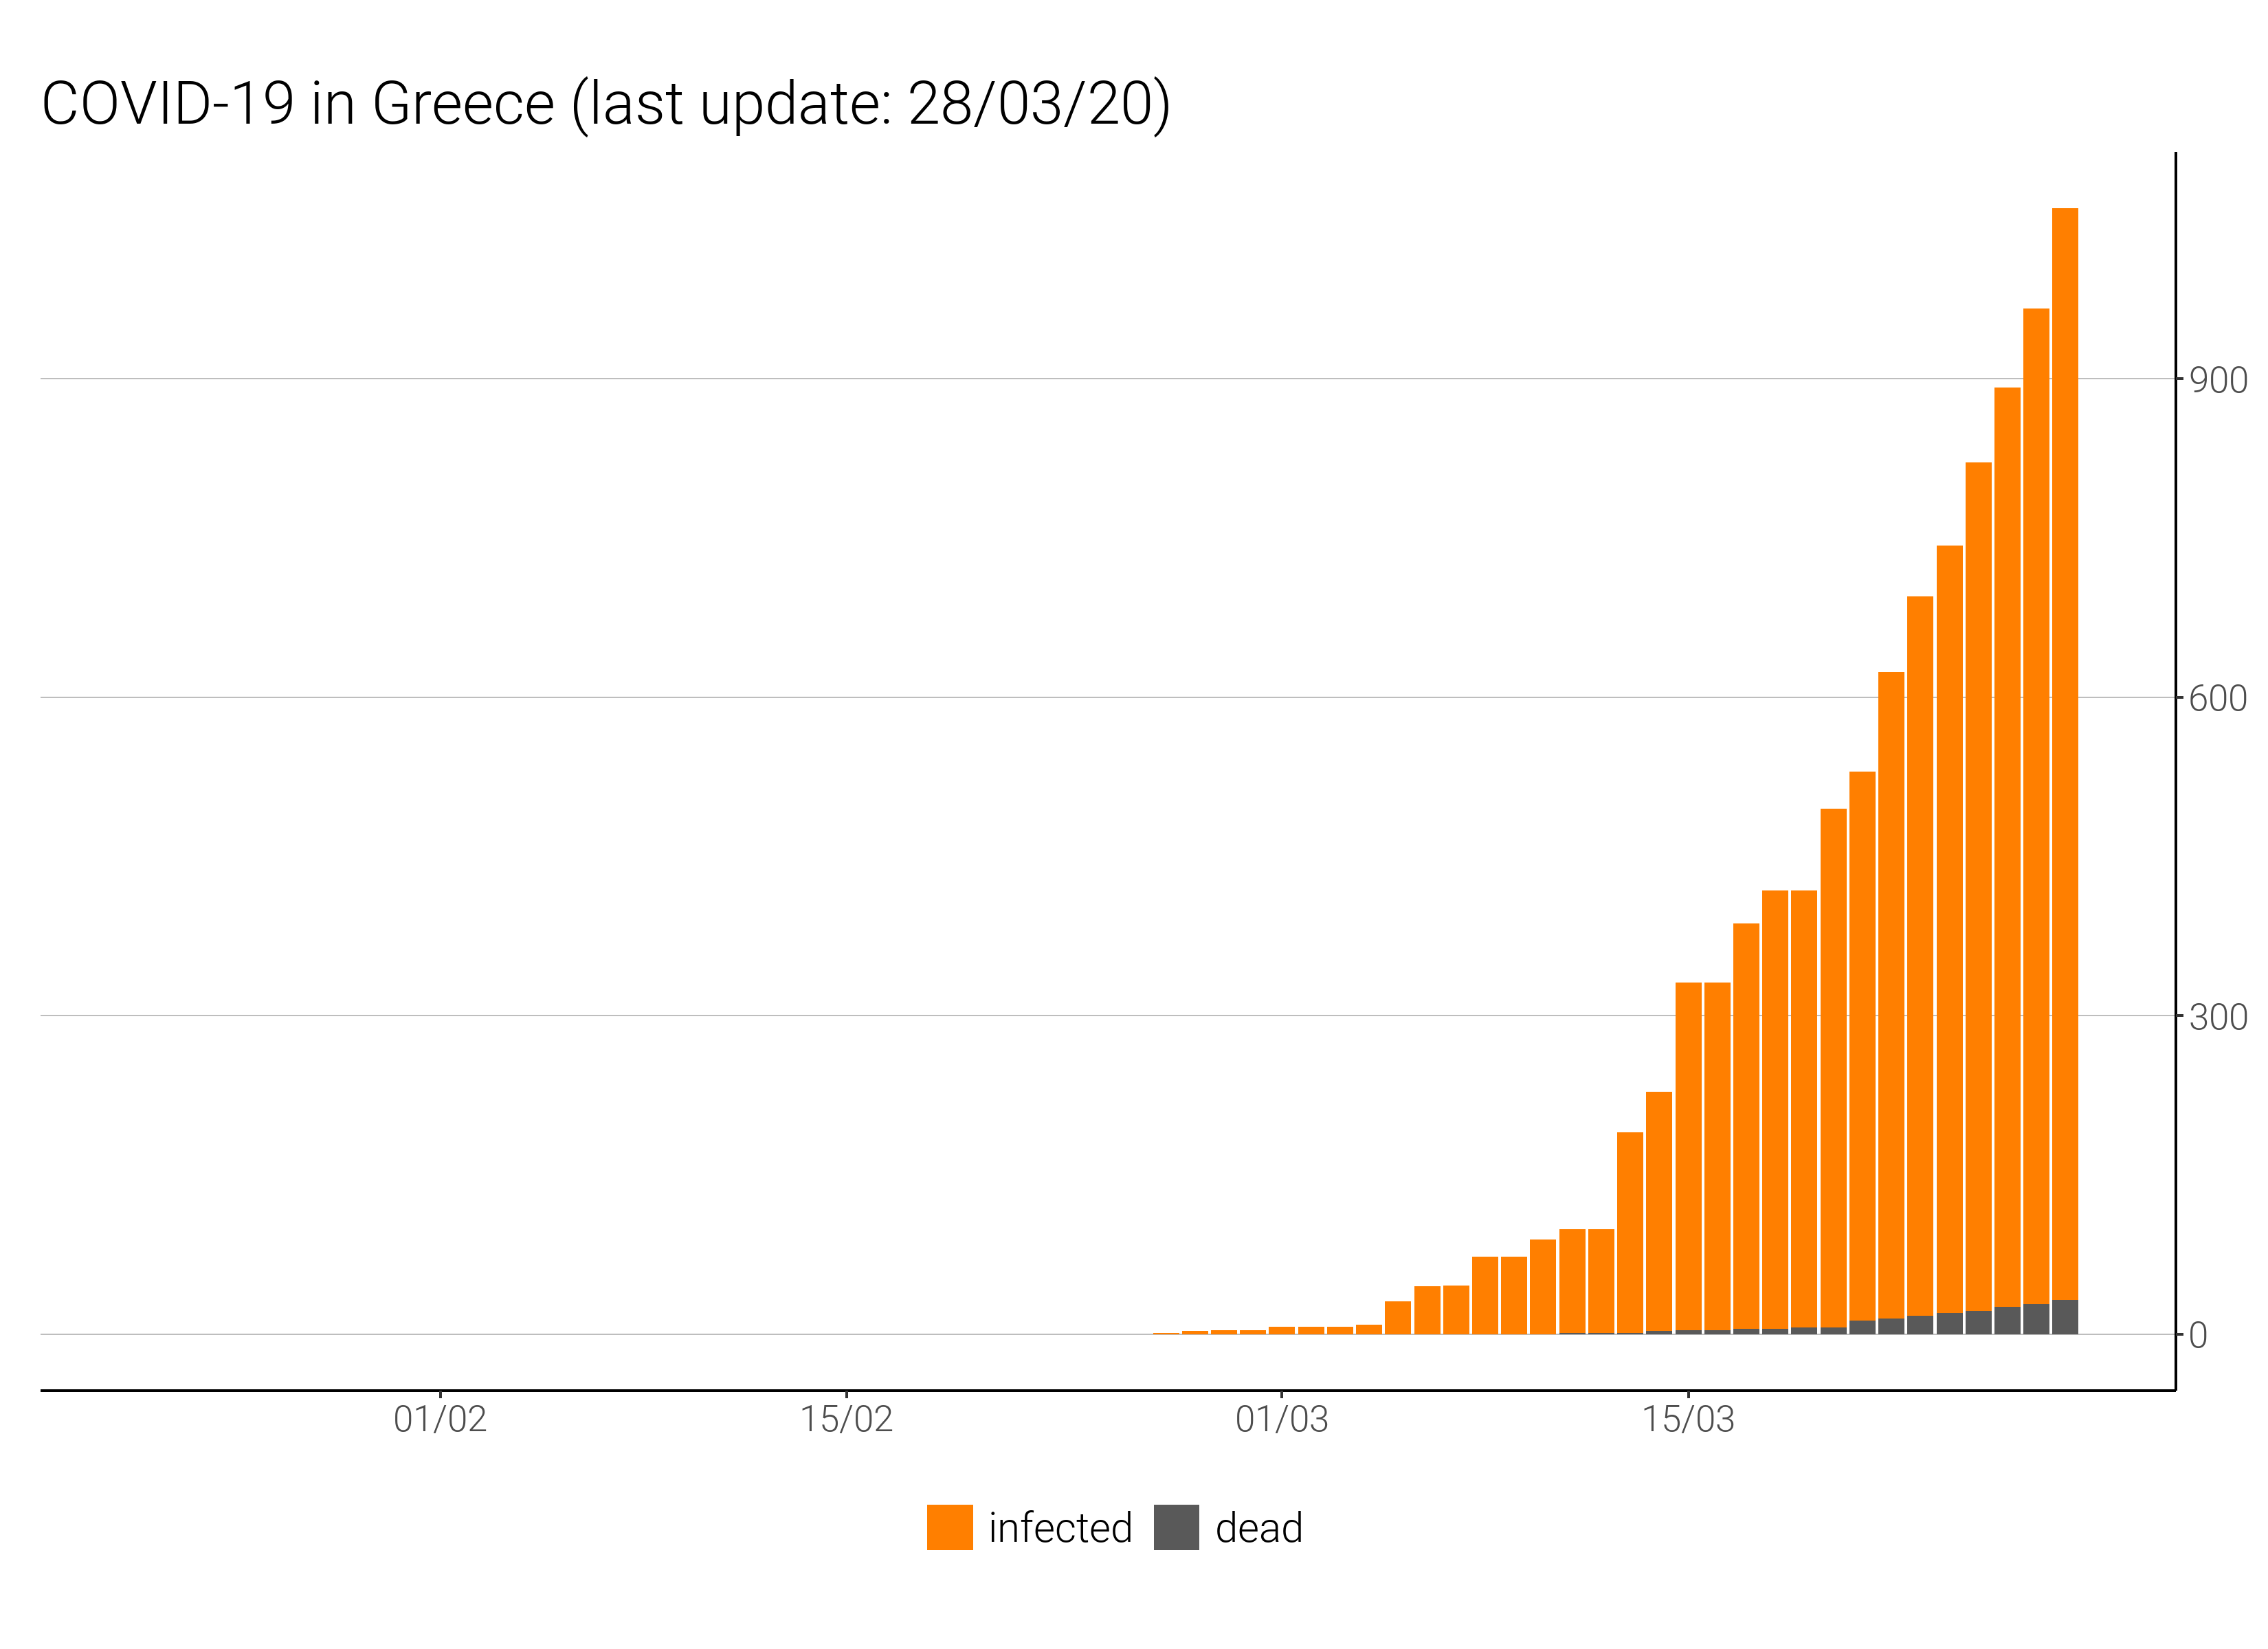 COVID-19 in Greece (last update: 28/03/20)
900
600
300
0
01/02 15/02 01/03 15/03
infected dead